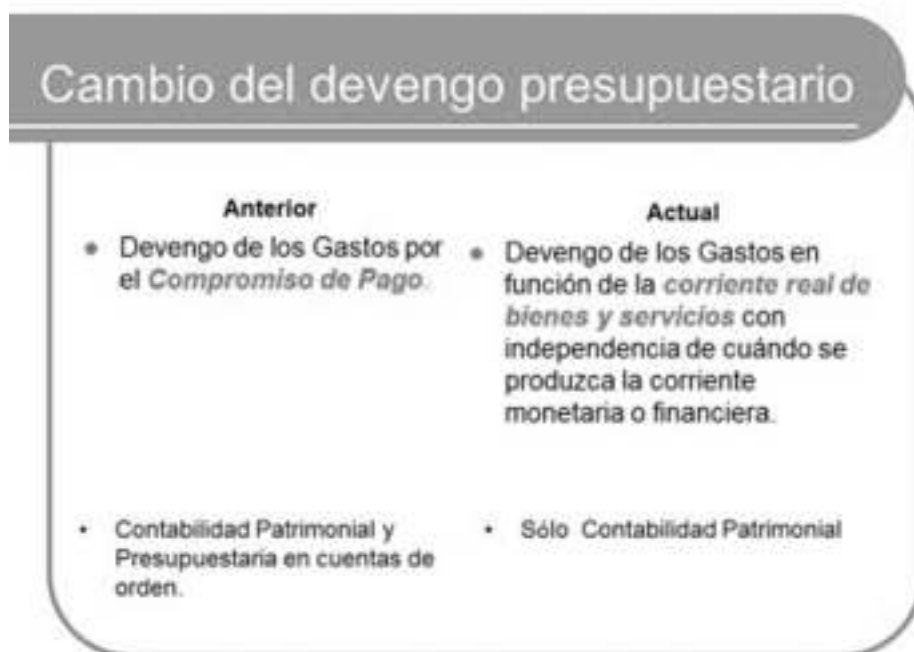 Cambio del devengo presupuestario
Anterior
● Devengo de los Gastos por
el Compromiso de Pago.
Actual
● Devengo de los Gastos en
función de la corriente real de
bienes y servicios con
independencia de cuándo se
produzca la corriente
monetaria o financiera.
• Contabilidad Patrimonial y
Presupuestaria en cuentas de
orden.
• Sólo Contabilidad Patrimonial